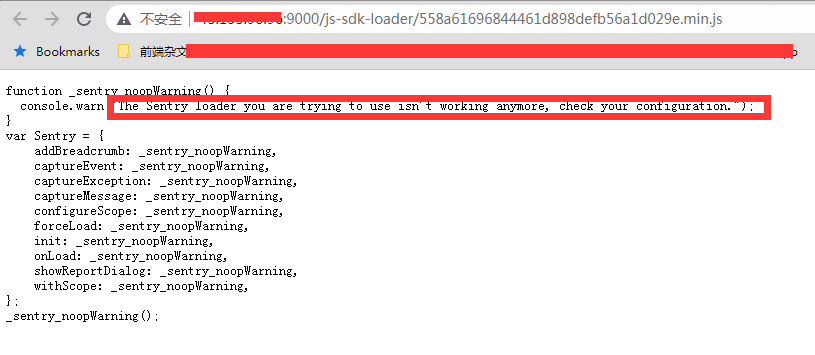 不安全 :9000/js-sdk-loader/558a61696844461d898defb56a1d029e.min.js
Bookmarks 前端杂文
function _sentry_noopWarning() {
console.warn("The Sentry loader you are trying to use isn't working anymore, check your configuration.");
}
var Sentry = {
addBreadcrumb: _sentry_noopWarning,
captureEvent: _sentry_noopWarning,
captureException: _sentry_noopWarning,
captureMessage: _sentry_noopWarning,
configureScope: _sentry_noopWarning,
forceLoad: _sentry_noopWarning,
init: _sentry_noopWarning,
onLoad: _sentry_noopWarning,
showReportDialog: _sentry_noopWarning,
withScope: _sentry_noopWarning,
};
_sentry_noopWarning();